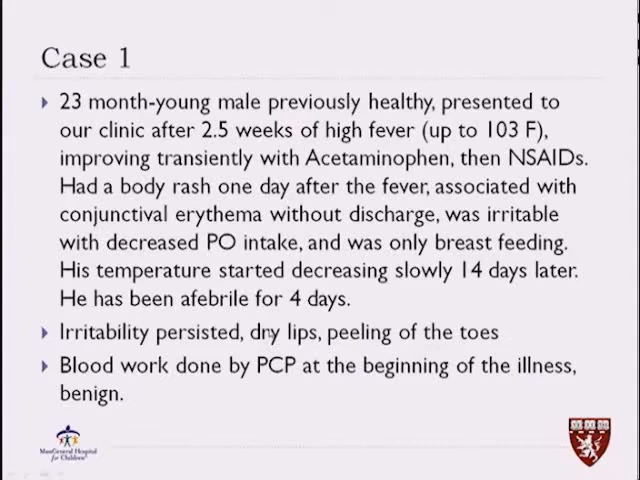 Case 1
23 month-young male previously healthy, presented to
our clinic after 2.5 weeks of high fever (up to 103 F),
improving transiently with Acetaminophen, then NSAIDs.
Had a body rash one day after the fever, associated with
conjunctival erythema without discharge, was irritable
with decreased PO intake, and was only breast feeding.
His temperature started decreasing slowly 14 days later.
He has been afebrile for 4 days.
Irritability persisted, dry lips, peeling of the toes
Blood work done by PCP at the beginning of the illness,
benign.
MassGeneral Hospital
for Children